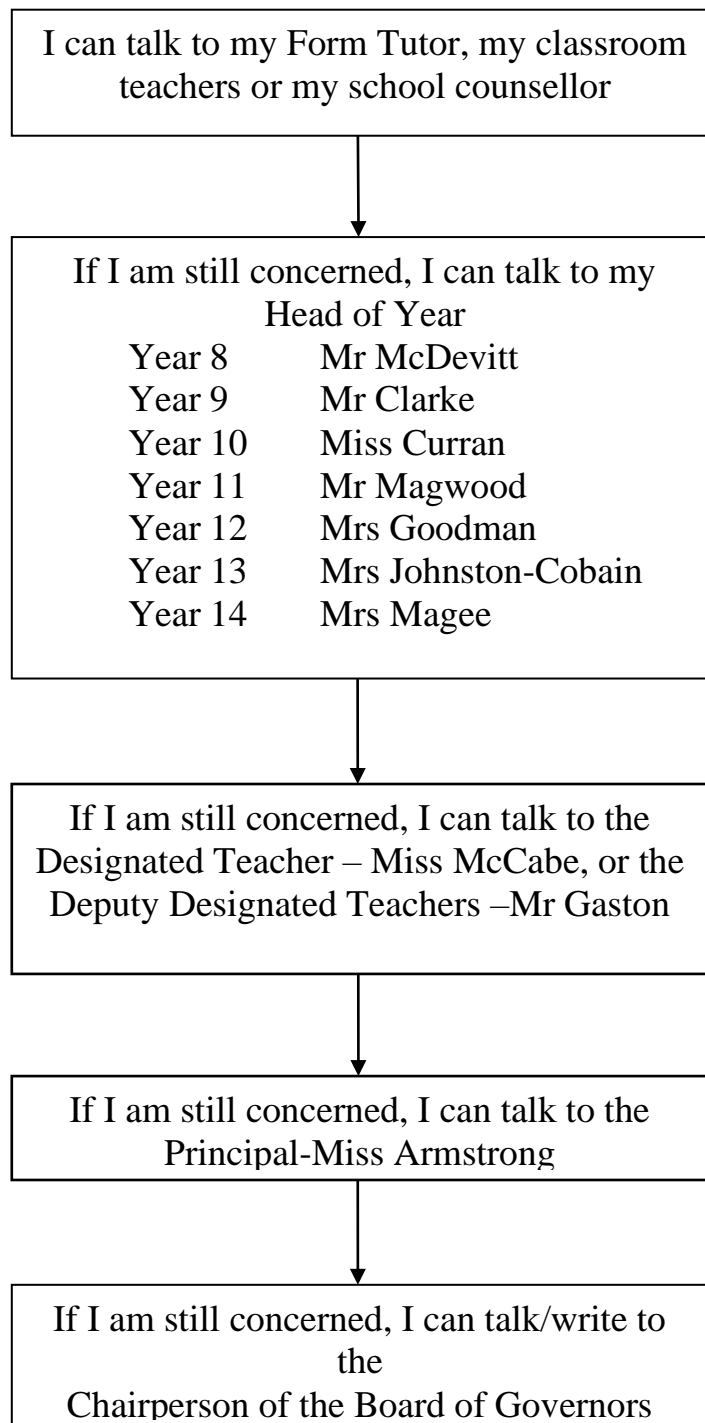 I can talk to my Form Tutor, my classroom
teachers or my school counsellor
If I am still concerned, I can talk to my
Head of Year
Year 8 Mr McDevitt
Year 9 Mr Clarke
Year 10 Miss Curran
Year 11 Mr Magwood
Year 12 Mrs Goodman
Year 13 Mrs Johnston-Cobain
Year 14 Mrs Magee
If I am still concerned, I can talk to the
Designated Teacher – Miss McCabe, or the
Deputy Designated Teachers –Mr Gaston
If I am still concerned, I can talk to the
Principal-Miss Armstrong
If I am still concerned, I can talk/write to
the
Chairperson of the Board of Governors